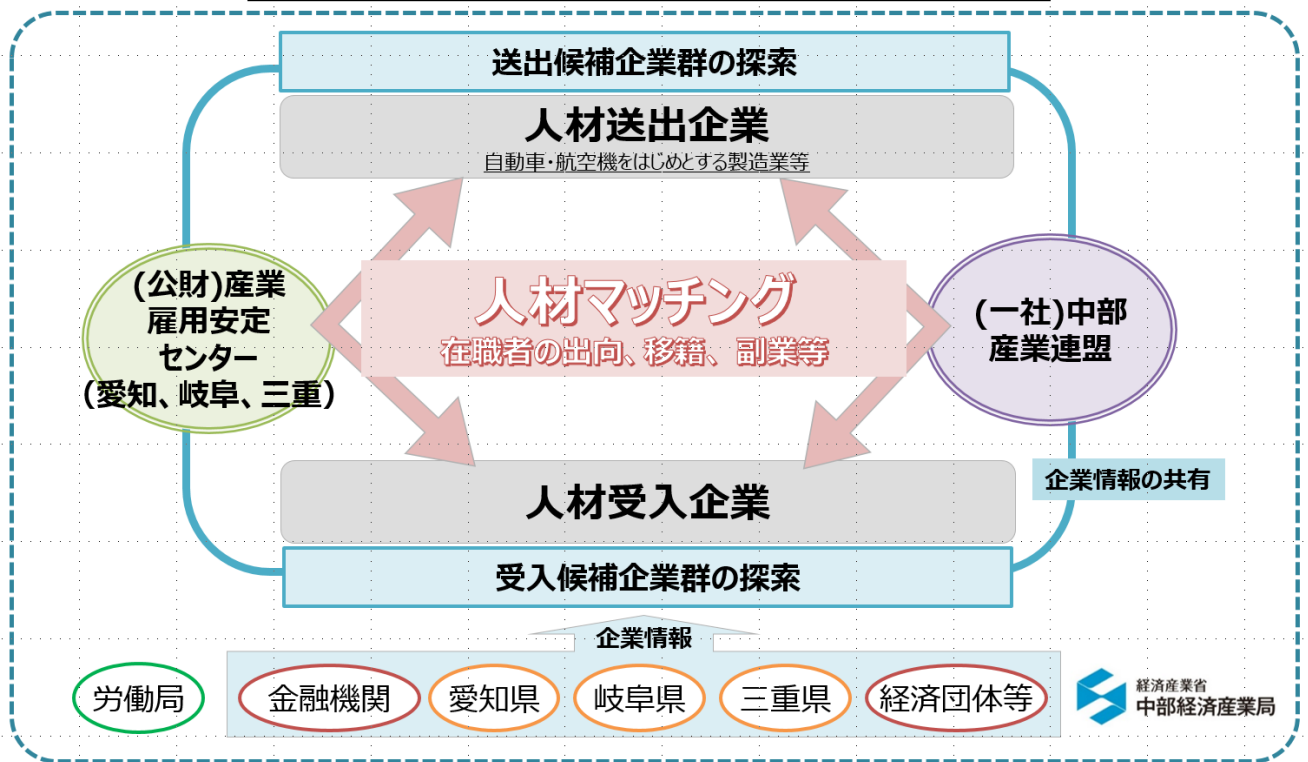 送出候補企業群の探索
人材送出企業
自動車・航空機をはじめとする製造業等
(公財)産業
雇用安定
センター
(愛知、岐阜、三重)
人材マッチング
在職者の出向、移籍、副業等
(一社)中部
産業連盟
人材受入企業
企業情報の共有
受入候補企業群の探索
企業情報
労働局
金融機関
愛知県
岐阜県
三重県
経済団体等
経済産業省
中部経済産業局